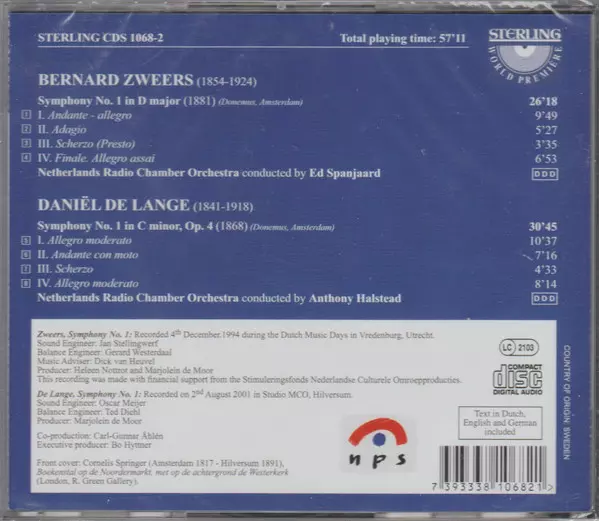 STERLING CDS 1068-2 Total playing time: 57'11
STERLING
WORLD PREMIÈRE
BERNARD ZWEERS (1854-1924)
Symphony No. 1 in D major (1881) (Donemus, Amsterdam) 26'18
1 I. Andante - allegro 9'49
2 II. Adagio 5'27
3 III. Scherzo (Presto) 3'35
4 IV. Finale. Allegro assai 6'53
Netherlands Radio Chamber Orchestra conducted by Ed Spanjaard DDD
DANIËL DE LANGE (1841-1918)
Symphony No. 1 in C minor, Op. 4 (1868) (Donemus, Amsterdam) 30'45
5 I. Allegro moderato 10'37
6 II. Andante con moto 7'16
7 III. Scherzo 4'33
8 IV. Allegro moderato 8'14
Netherlands Radio Chamber Orchestra conducted by Anthony Halstead DDD
Zweers, Symphony No. 1: Recorded 4th December.1994 during the Dutch Music Days in Vredenburg, Utrecht.
Sound Engineer: Jan Stellingwerf
Balance Engineer: Gerard Westerdaal
Music Adviser: Dick van Heuvel
Producer: Heleen Notrot and Marjolein de Moor
This recording was made with financial support from the Stimuleringsfonds Nederlandse Culturele Omroepproducties.
De Lange, Symphony No. 1: Recorded on 2nd August 2001 in Studio MCO, Hilversum.
Sound Engineer: Oscar Meijer
Balance Engineer: Ted Diehl
Producer: Marjolein de Moor
Co-production: Carl-Gunnar Åhlén
Executive producer: Bo Hyttner
Front cover: Cornelis Springer (Amsterdam 1817 - Hilversum 1891),
Boekenstal op de Noordermarkt, met op de achtergrond de Westerkerk
(London, R. Green Gallery).
nps
LC 2103
COMPACT
disc
DIGITAL AUDIO
Text in Dutch,
English and German
included
7 393338 106821
COUNTRY OF ORIGIN: SWEDEN